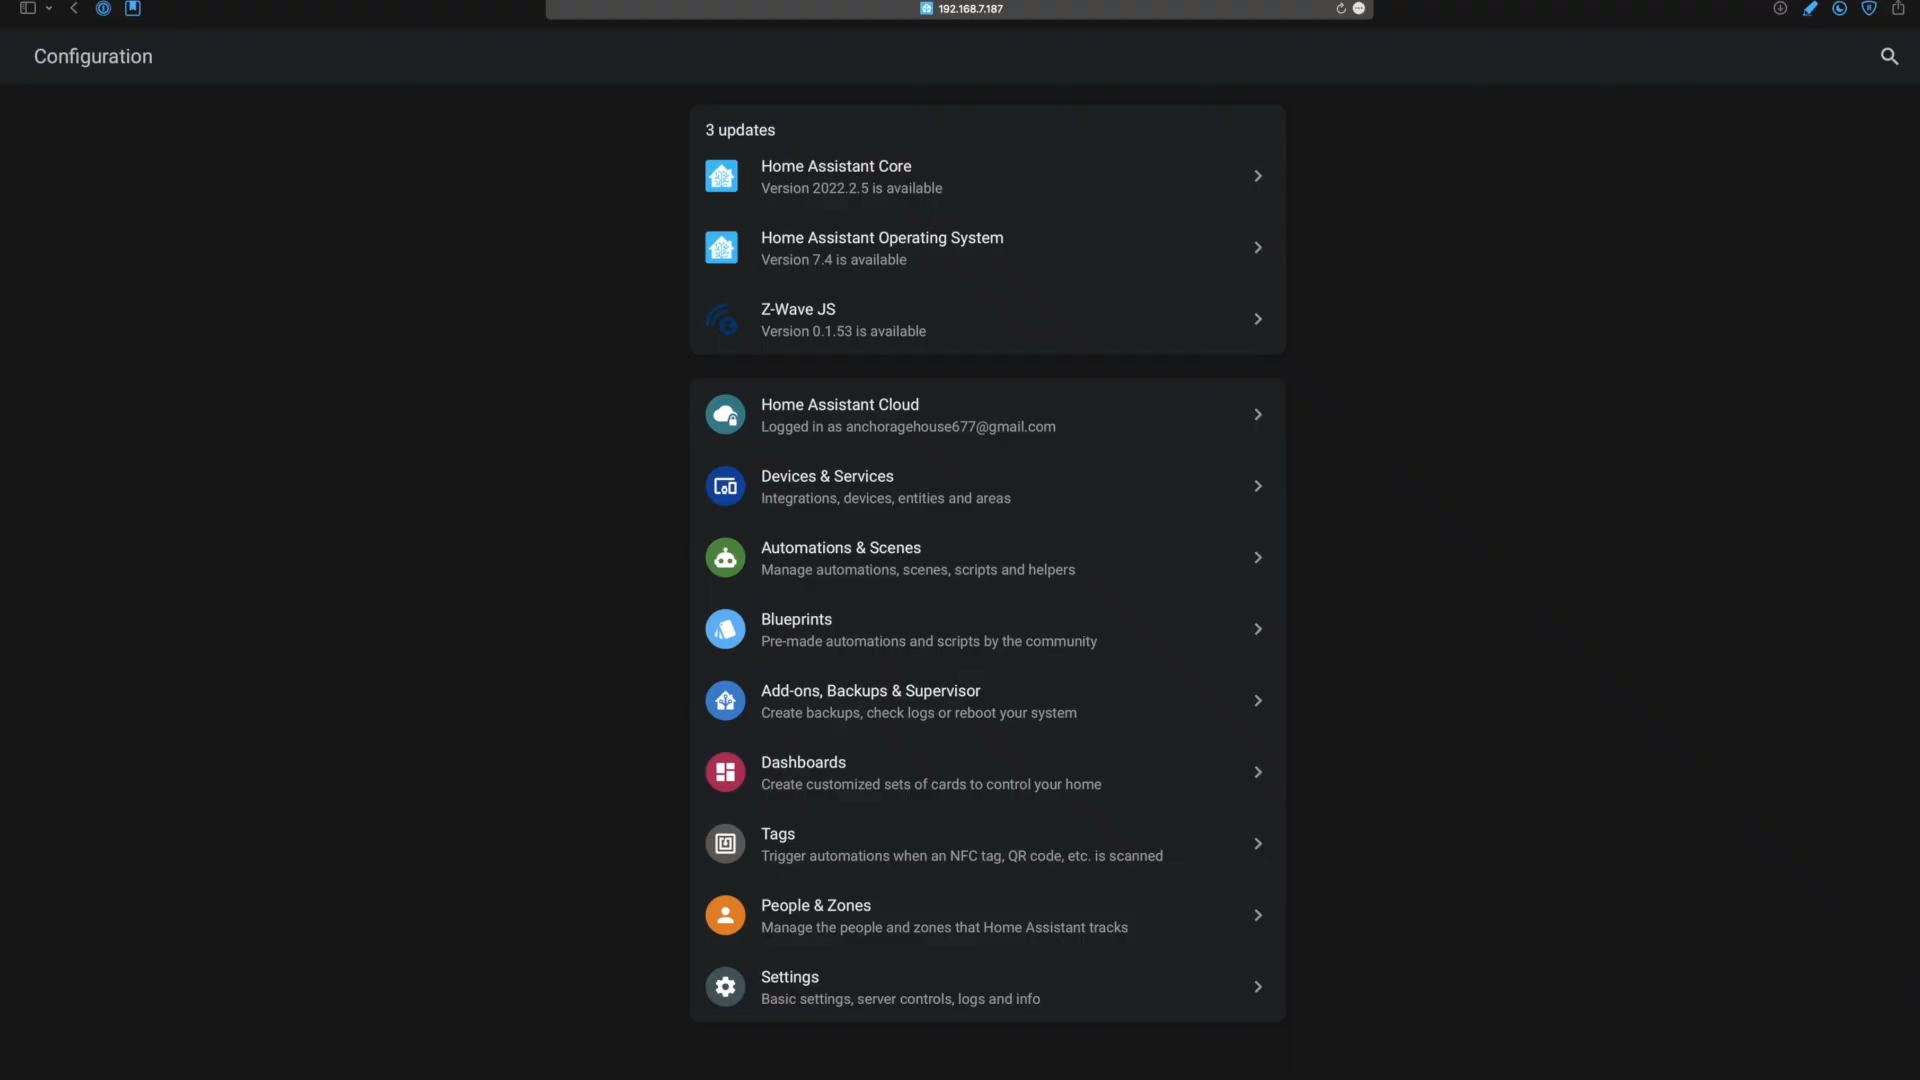 192.168.7.187
Configuration
3 updates
Home Assistant Core
Version 2022.2.5 is available
Home Assistant Operating System
Version 7.4 is available
Z-Wave JS
Version 0.1.53 is available
Home Assistant Cloud
Logged in as anchoragehouse677@gmail.com
Devices & Services
Integrations, devices, entities and areas
Automations & Scenes
Manage automations, scenes, scripts and helpers
Blueprints
Pre-made automations and scripts by the community
Add-ons, Backups & Supervisor
Create backups, check logs or reboot your system
Dashboards
Create customized sets of cards to control your home
Tags
Trigger automations when an NFC tag, QR code, etc. is scanned
People & Zones
Manage the people and zones that Home Assistant tracks
Settings
Basic settings, server controls, logs and info